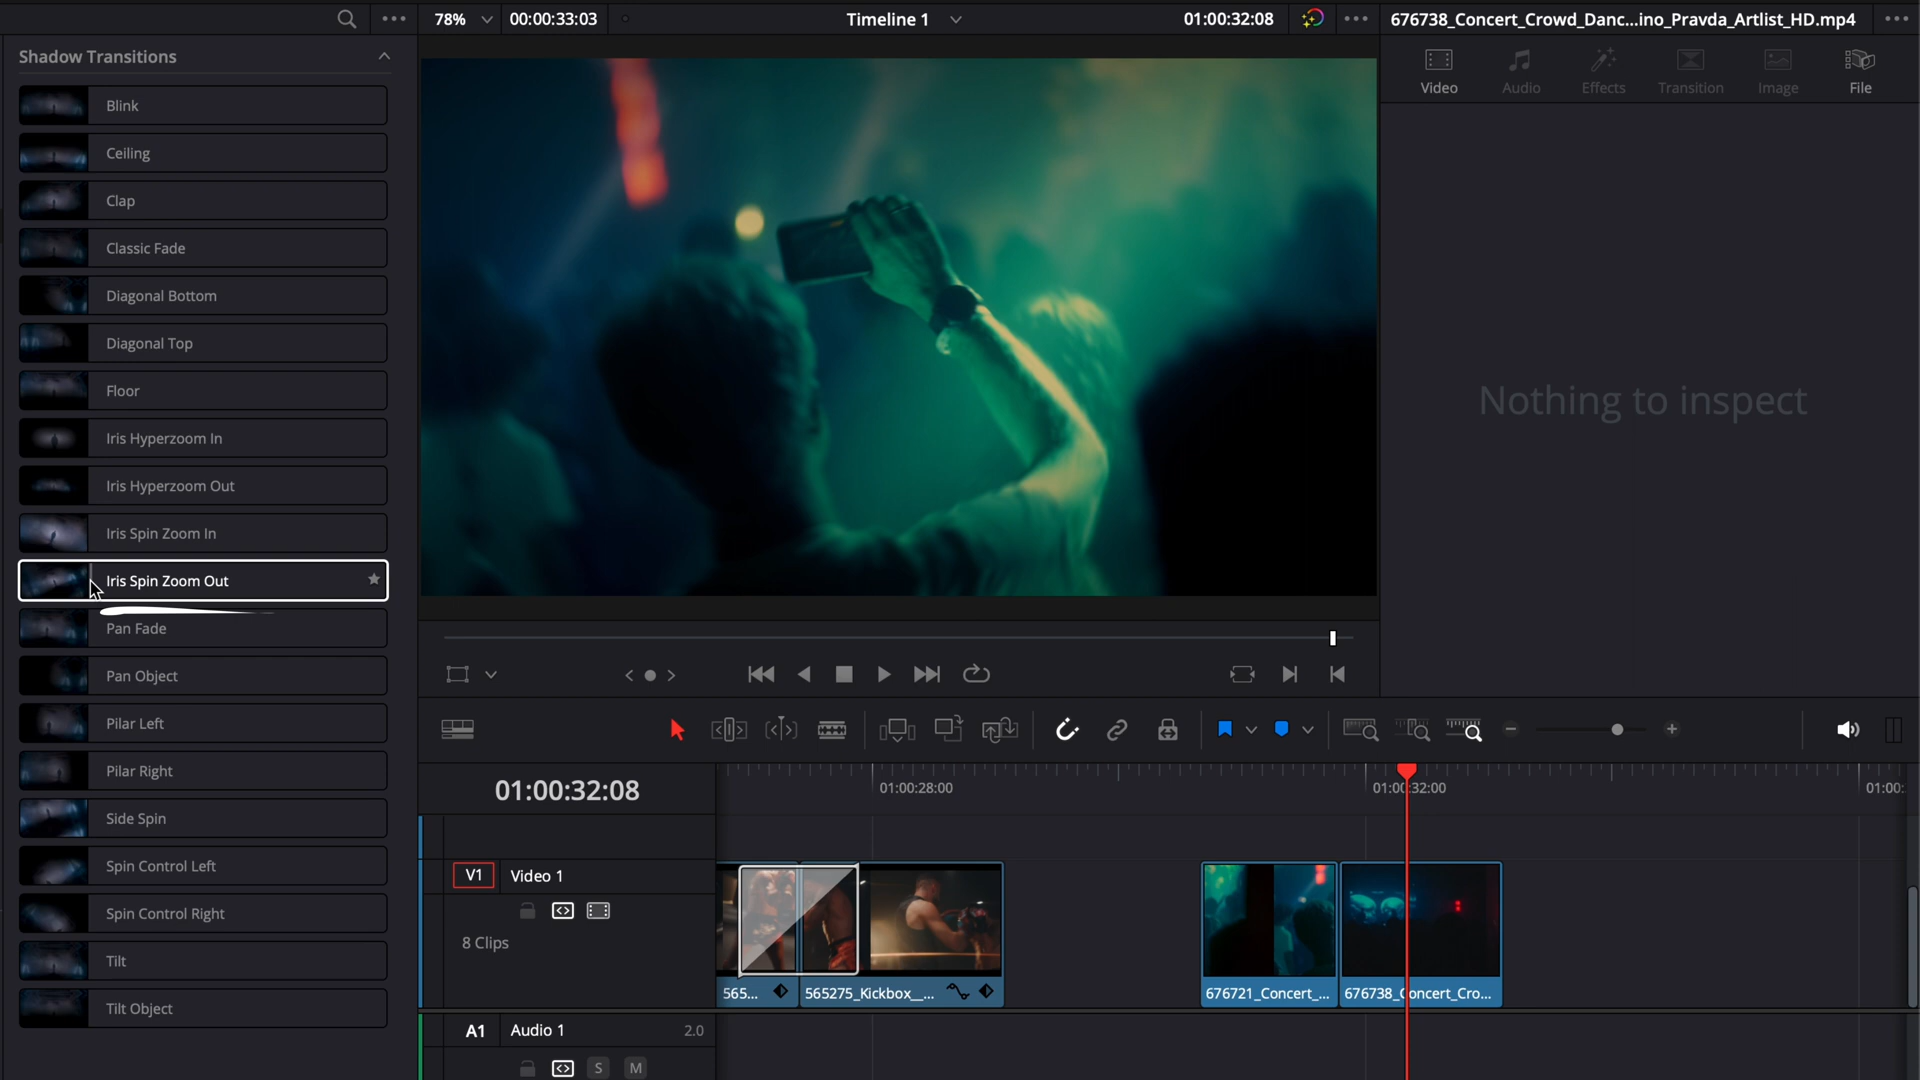 78%
00:00:33:03
Timeline 1
01:00:32:08
676738_Concert_Crowd_Danc...ino_Pravda_Artlist_HD.mp4
Shadow Transitions
Video
Audio
Effects
Transition
Image
File
Blink
Ceiling
Clap
Classic Fade
Diagonal Bottom
Diagonal Top
Floor
Iris Hyperzoom In
Iris Hyperzoom Out
Iris Spin Zoom In
Iris Spin Zoom Out
Pan Fade
Pan Object
Pilar Left
Pilar Right
Side Spin
Spin Control Left
Spin Control Right
Tilt
Tilt Object
Nothing to inspect
01:00:32:08
01:00:28:00
01:00:32:00
01:00:
V1
Video 1
8 Clips
565...
565275_Kickbox__...
676721_Concert_...
676738_Concert_Cro...
A1
Audio 1
2.0
S
M